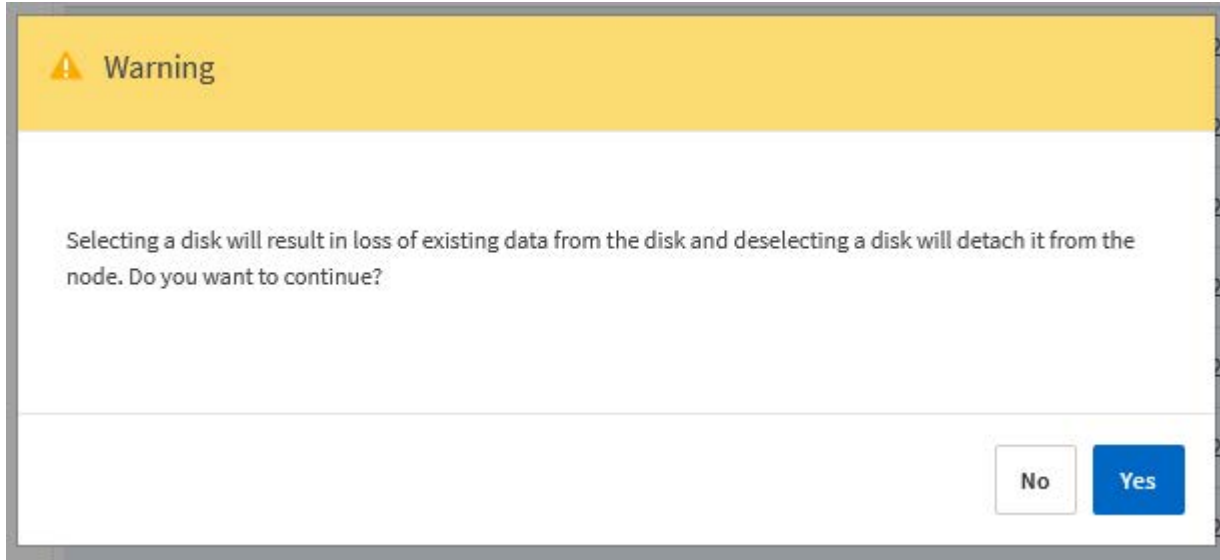 Warning
Selecting a disk will result in loss of existing data from the disk and deselecting a disk will detach it from the
node. Do you want to continue?
No
Yes